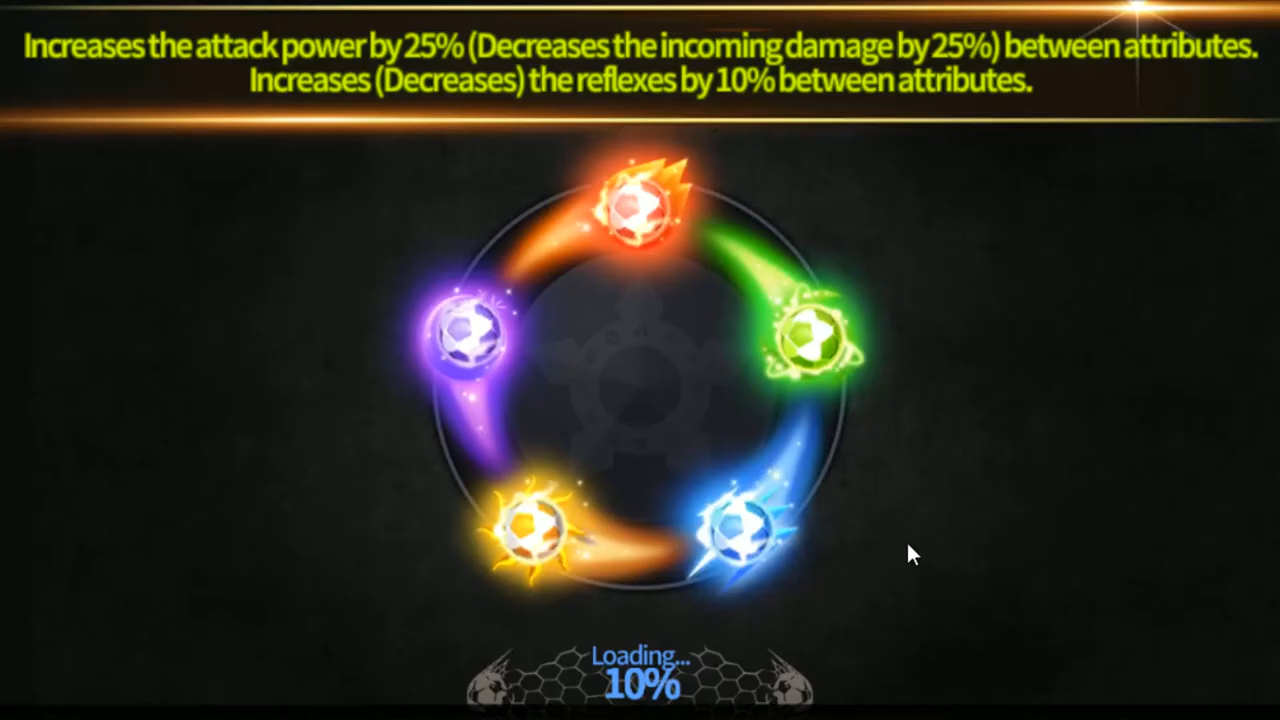 Increases the attack power by 25% (Decreases the incoming damage by 25%) between attributes.
Increases (Decreases) the reflexes by 10% between attributes.
Loading...
10%